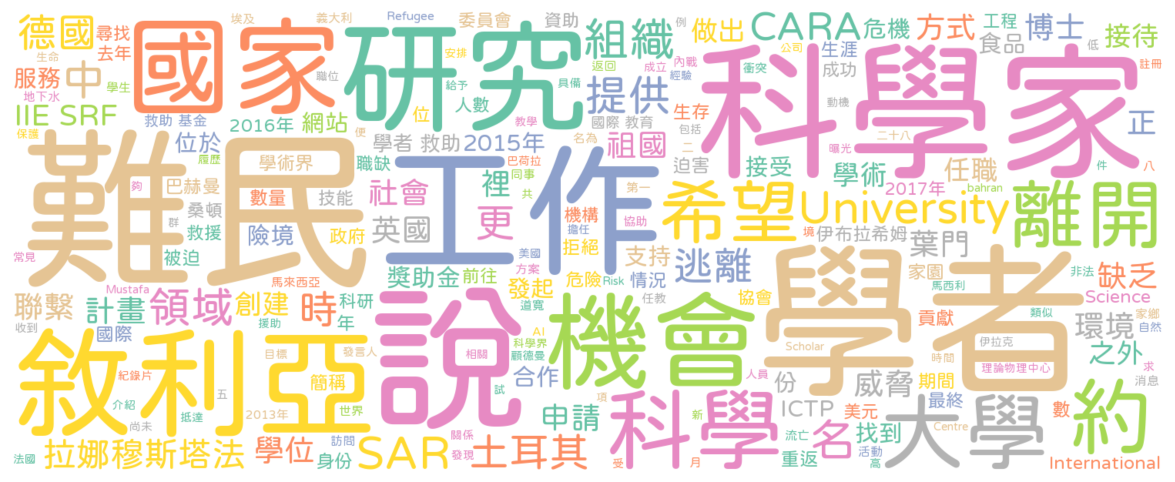 德國 尋找 去年 埃及 義大利 Refugee 委員會 資助 做出 CARA 危機 方式 工程 博士 接待
生命 國家 研究 組織 安排 例 公司 生涯 食品 低
服務 中 職位 返回 成立 內戰 經驗 衝突 成功 科學家 註冊
地下水 學生 給予 具備 提供 動機
IIE SRF 救助 基金 人數 位 教學 國際 教育 生存 包括 二十八
保護 2016年 網站 便 學者 救助 2015年 名為 二 曝光 件 八 正
位於 履歷 學術界 職缺 巴荷拉 同事 祖國 迫害 接受 學術 任職
難民 夠 巴赫曼 數量 技能 社會 裡 工作 共 第一 希望 University 2017年 bahran 離開
群 桑頓 救援 險境 政府 英國 更 機構 擔任 協助 境 伊布拉希姆 葉門
常見 被迫 拒絕 美國 支持 逃離
馬來西亞 獎助金 前往 方案 危險 Risk 情況 家園 馬西利 非法 缺乏
Mustafa 聯繫 計畫 領域 創建 時 科研 發起 道寬 任教 協會 學者 Science 家鄉
收到 國際 援助 年 說 AI 科學界 機會 貢獻 類似 環境 自然
敘利亞 目標 發言人 相關 顧德曼 Scholar 伊拉克 之外
紀錄片 簡稱 合作 人員 份 威脅 時間 期間 理論物理中心 求 消息
介紹 五 試 項 ICTP 美元 最終 約
尚未 抵達 2013年 世界 申請 科學 新 名 數 找到 大學
法國 拉娜穆斯塔法 學位 訪問 身份 SAR 關係 發現 土耳其 受 流亡 月 重返 活動 高 Centre International